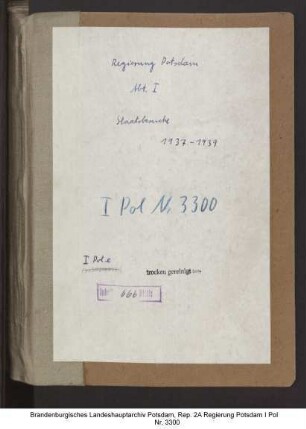 Regierung Potsdam
Abt. I
1937-1939
I Pol Nr. 3300
I Pol.
trocken gereinigt
666
Brandenburgisches Landeshauptarchiv Potsdam, Rep. 2A Regierung Potsdam I Pol
Nr. 3300